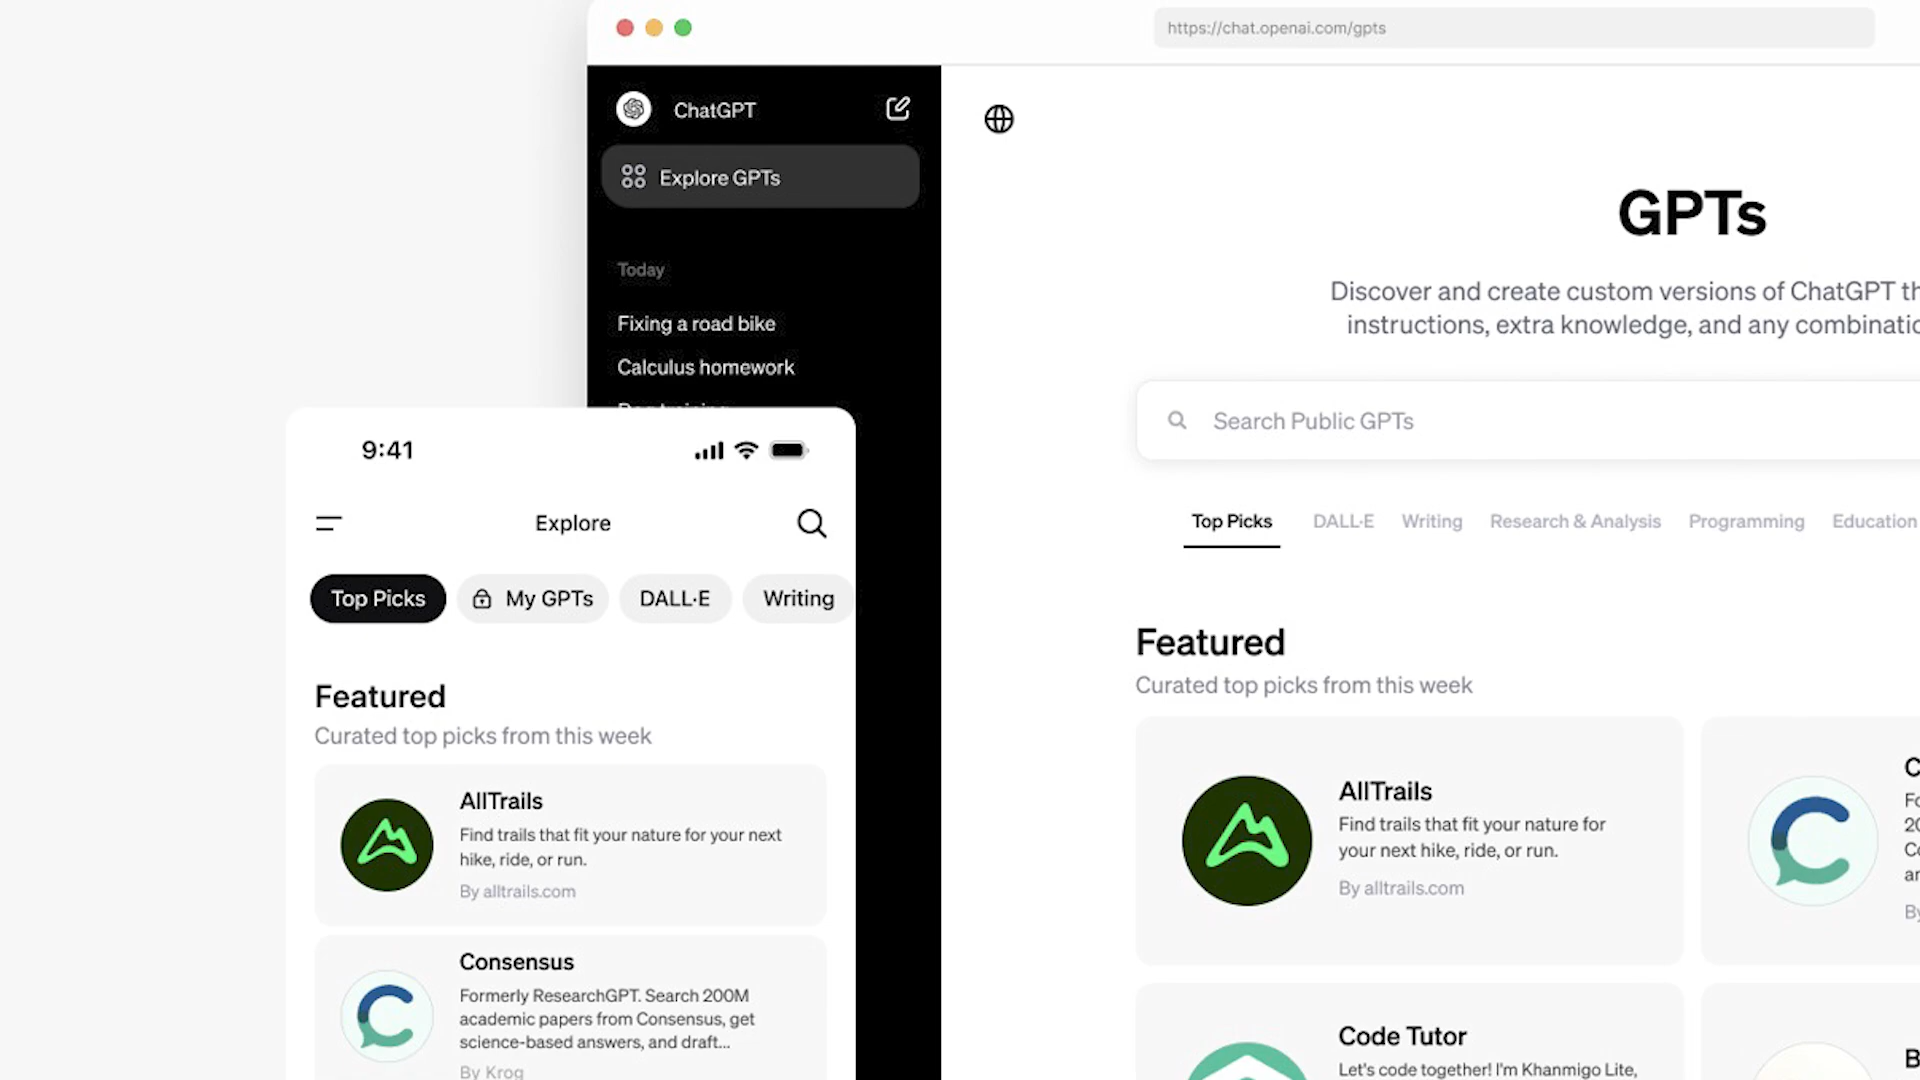 https://chat.openai.com/gpts
ChatGPT
Explore GPTs
Today
Fixing a road bike
Calculus homework
GPTs
Discover and create custom versions of ChatGPT
instructions, extra knowledge, and any
Search Public GPTs
Top Picks DALL·E Writing Research & Analysis Programming Education
Featured
Curated top picks from this week
AllTrails
Find trails that fit your nature for
your next hike, ride, or run.
By alltrails.com
Code Tutor
Let's code together! I'm Khanmigo Lite,
9:41
Explore
Top Picks My GPTs DALL·E Writing
Featured
Curated top picks from this week
AllTrails
Find trails that fit your nature for your next
hike, ride, or run.
By alltrails.com
Consensus
Formerly ResearchGPT. Search 200M
academic papers from Consensus, get
science-based answers, and draft...
By Krog